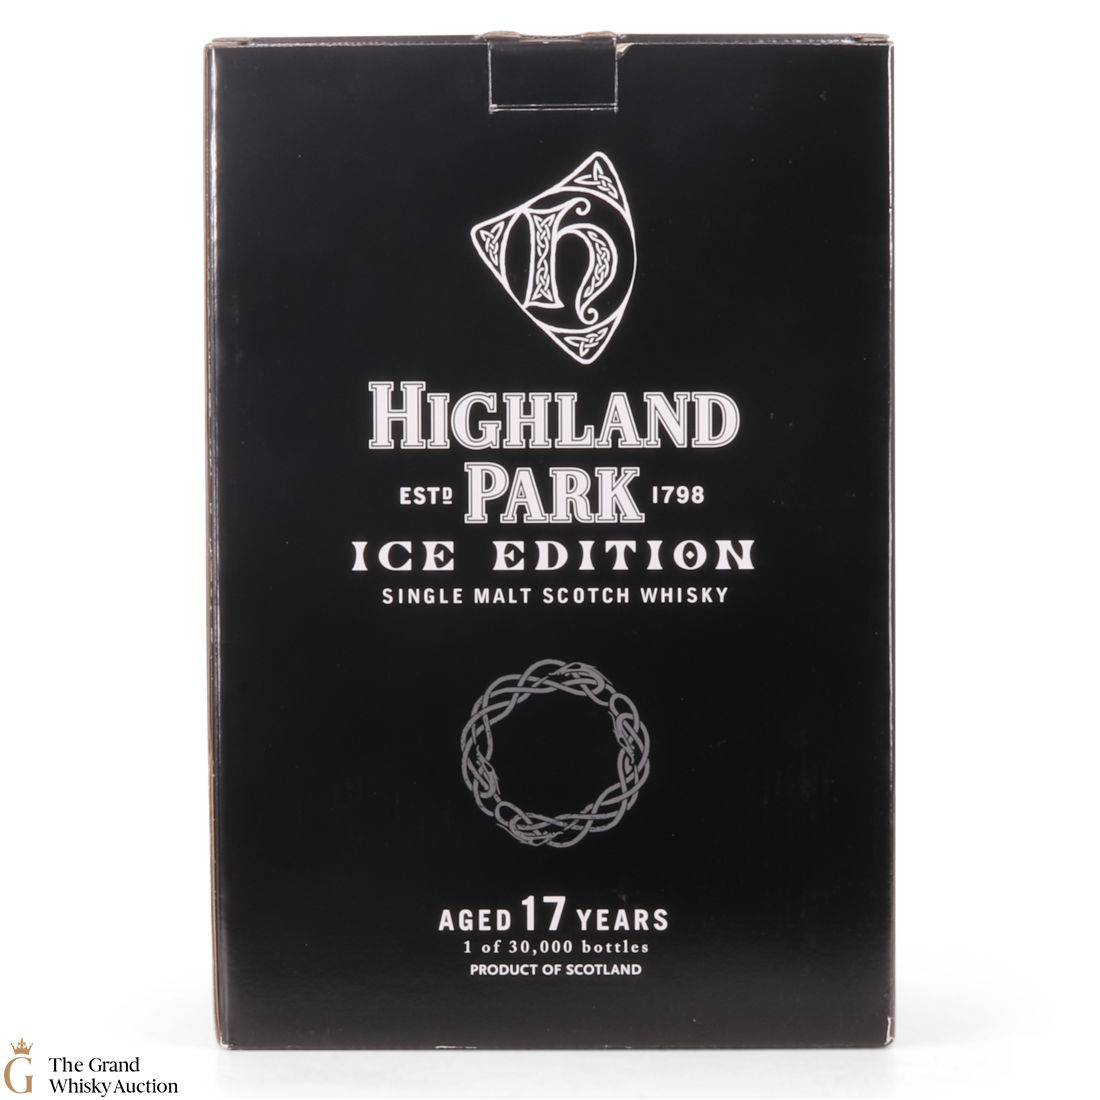 HIGHLAND
ESTD PARK 1798
ICE EDITION
SINGLE MALT SCOTCH WHISKY
AGED 17 YEARS
1 of 30,000 bottles
PRODUCT OF SCOTLAND
G The Grand
Whisky Auction